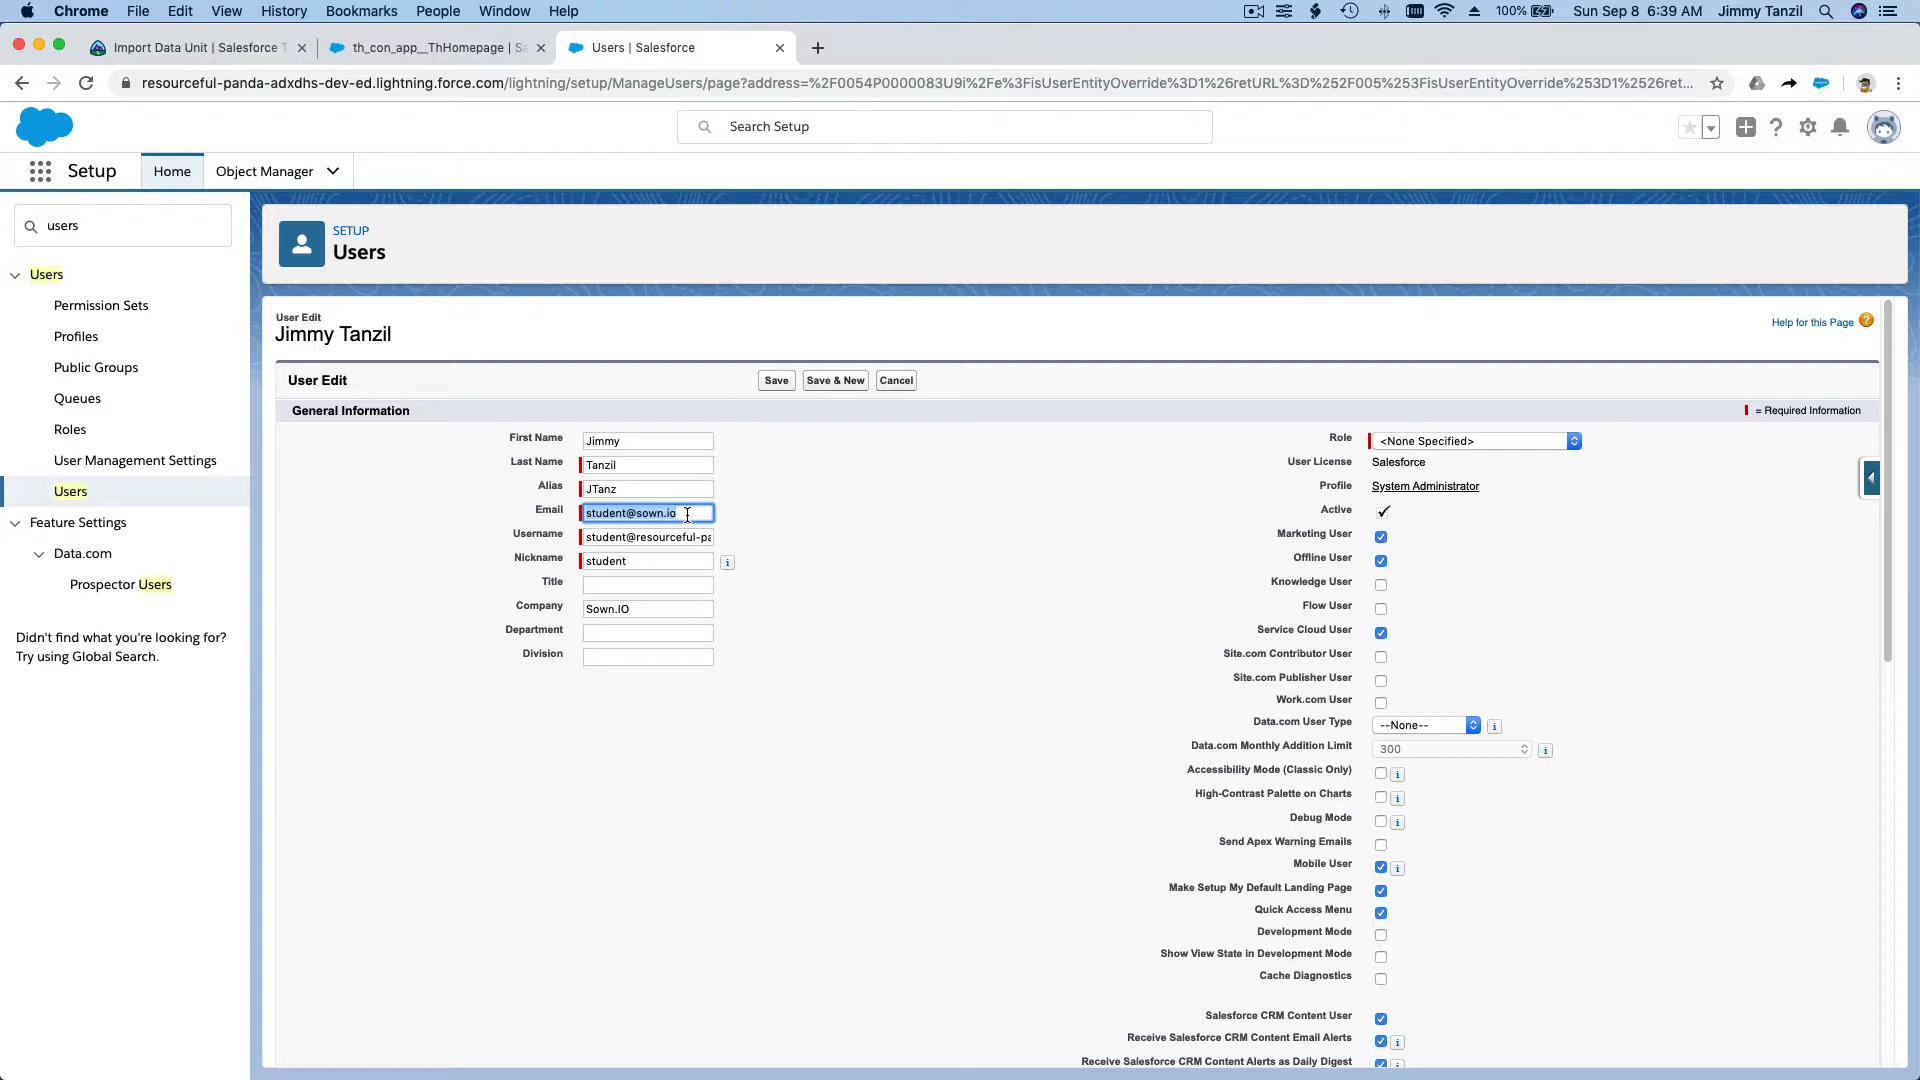 Chrome File Edit View History Bookmarks People Window Help 100% Sun Sep 8 6:39 AM Jimmy Tanzil
Import Data Unit | Salesforce T
th_con_app__ThHomepage | Sa
Users | Salesforce
resourceful-panda-adxdhs-dev-ed.lightning.force.com/lightning/setup/ManageUsers/page?address=%2F0054P0000083U9i%2Fe%3FisUserEntityOverride%3D1%26retURL%3D%252F005%253FisUserEntityOverride%253D1%2526ret...
Search Setup
Setup Home Object Manager
users
Users
Permission Sets
Profiles
Public Groups
Queues
Roles
User Management Settings
Users
Feature Settings
Data.com
Prospector Users
Didn't find what you're looking for?
Try using Global Search.
SETUP
Users
User Edit
Jimmy Tanzil
Help for this Page
User Edit Save Save & New Cancel
General Information = Required Information
First Name Jimmy
Last Name Tanzil
Alias JTanz
Email student@sown.io
Username student@resourceful-pa
Nickname student i
Title
Company Sown.IO
Department
Division
Role <None Specified>
User License Salesforce
Profile System Administrator
Active
Marketing User
Offline User
Knowledge User
Flow User
Service Cloud User
Site.com Contributor User
Site.com Publisher User
Work.com User
Data.com User Type --None-- i
Data.com Monthly Addition Limit 300 i
Accessibility Mode (Classic Only) i
High-Contrast Palette on Charts i
Debug Mode i
Send Apex Warning Emails
Mobile User i
Make Setup My Default Landing Page
Quick Access Menu
Development Mode
Show View State in Development Mode
Cache Diagnostics
Salesforce CRM Content User
Receive Salesforce CRM Content Email Alerts i
Receive Salesforce CRM Content Alerts as Daily Digest i